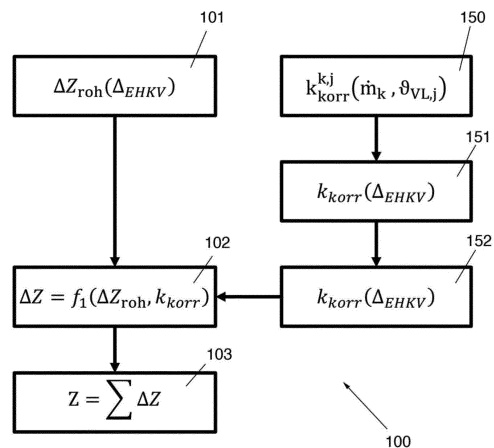 101
ΔZ_roh(Δ_EHKV)
150
k_korr^k,j(ṁ_k , ϑ_VL,j)
151
k_korr(Δ_EHKV)
102
ΔZ = f_1(ΔZ_roh, k_korr)
152
k_korr(Δ_EHKV)
103
Z = ∑ ΔZ
100